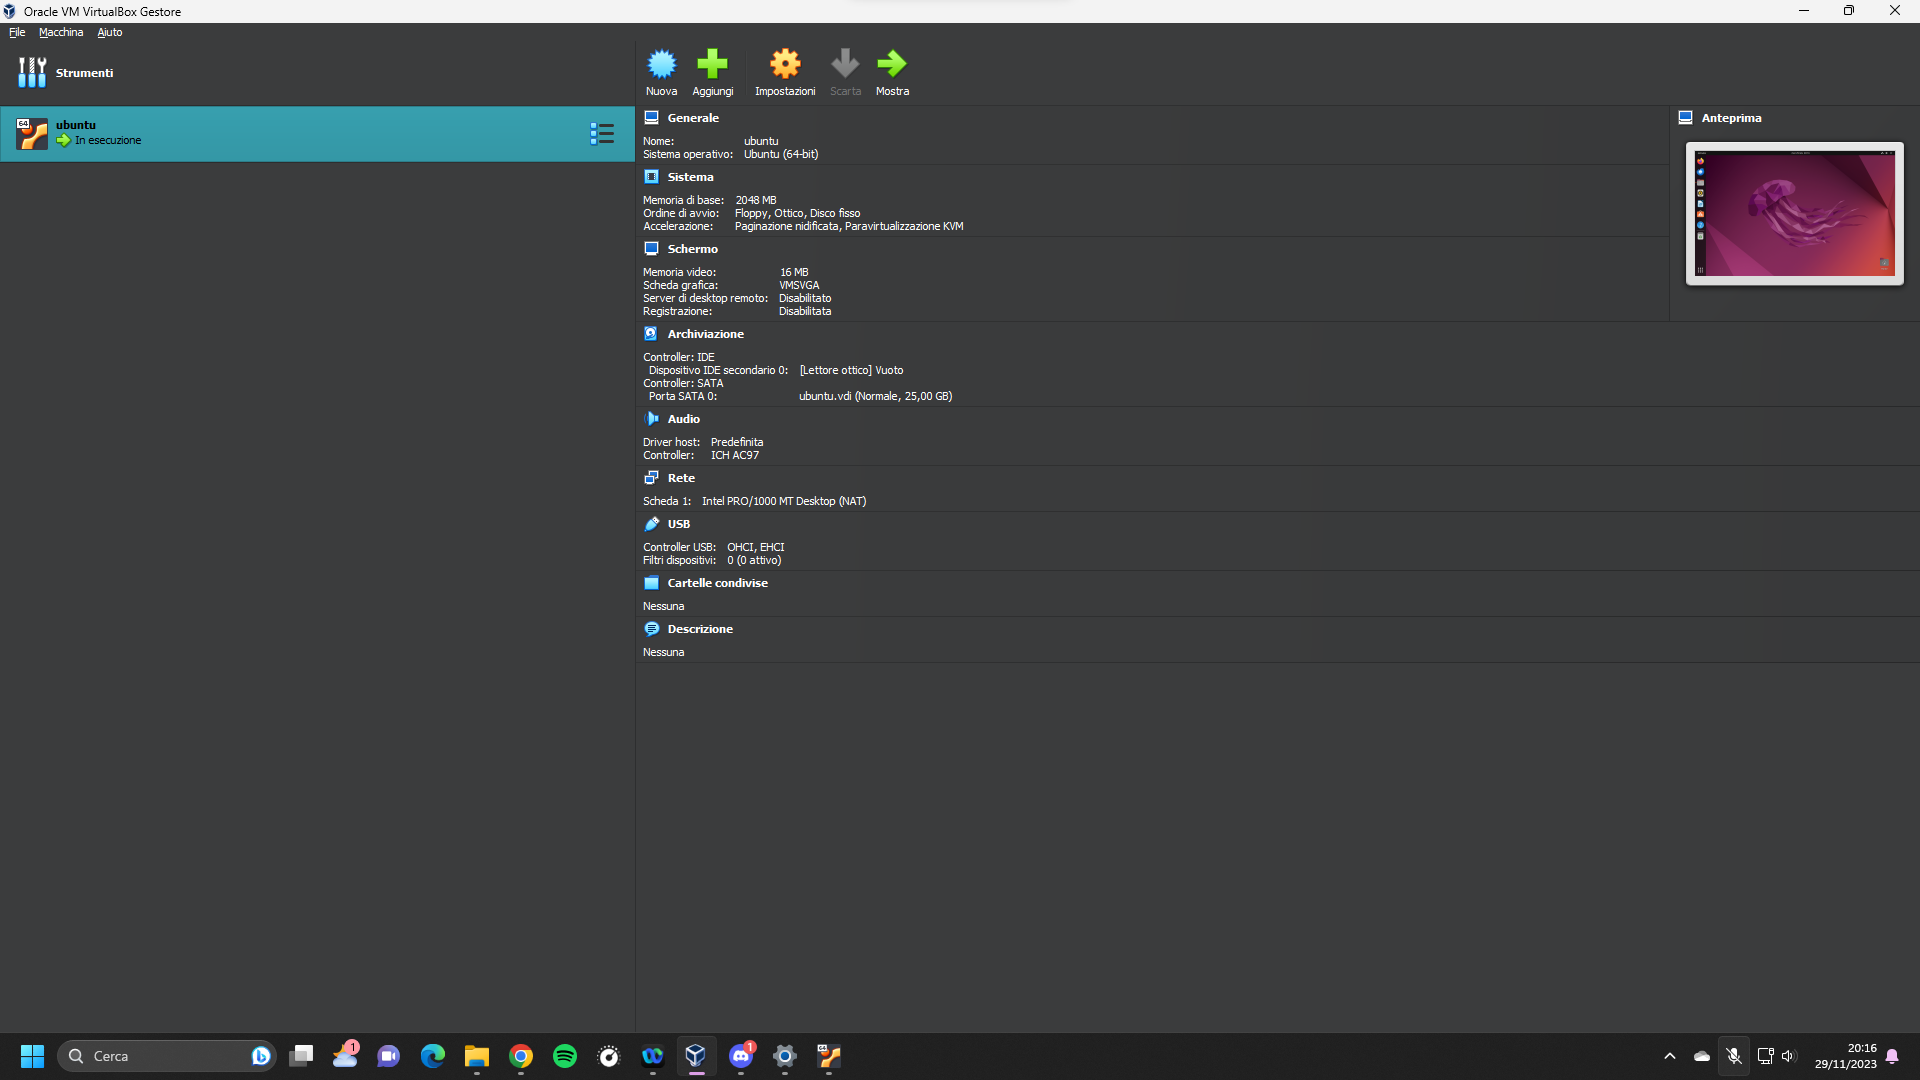 Oracle VM VirtualBox Gestore
File Macchina Aiuto
Strumenti
Nuova Aggiungi Impostazioni Scarta Mostra
64
ubuntu
In esecuzione
Generale
Nome: ubuntu
Sistema operativo: Ubuntu (64-bit)
Sistema
Memoria di base: 2048 MB
Ordine di avvio: Floppy, Ottico, Disco fisso
Accelerazione: Paginazione nidificata, Paravirtualizzazione KVM
Schermo
Memoria video: 16 MB
Scheda grafica: VMSVGA
Server di desktop remoto: Disabilitato
Registrazione: Disabilitata
Archiviazione
Controller: IDE
Dispositivo IDE secondario 0: [Lettore ottico] Vuoto
Controller: SATA
Porta SATA 0: ubuntu.vdi (Normale, 25,00 GB)
Audio
Driver host: Predefinita
Controller: ICH AC97
Rete
Scheda 1: Intel PRO/1000 MT Desktop (NAT)
USB
Controller USB: OHCI, EHCI
Filtri dispositivi: 0 (0 attivo)
Cartelle condivise
Nessuna
Descrizione
Nessuna
Anteprima
Cerca
1
1
64
20:16
29/11/2023